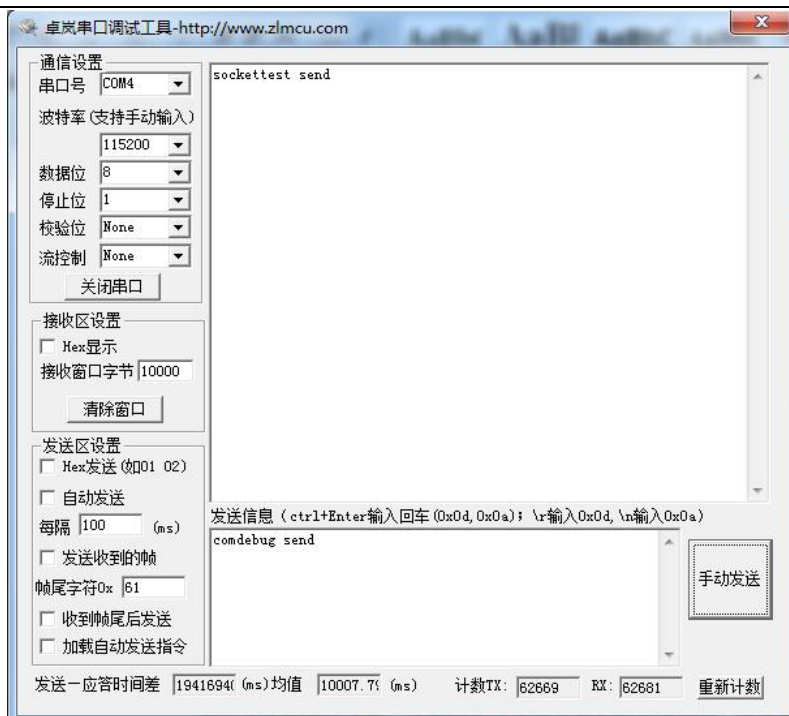 卓岚串口调试工具-http://www.zlmcu.com
通信设置
串口号 COM4
波特率(支持手动输入)
115200
数据位 8
停止位 1
校验位 None
流控制 None
关闭串口
接收区设置
Hex显示
接收窗口字节 10000
清除窗口
发送区设置
Hex发送(如01 02)
自动发送
每隔 100 (ms)
发送收到的帧
帧尾字符0x 61
收到帧尾后发送
加载自动发送指令
sockettest send
发送信息(ctrl+Enter输入回车(0x0d,0x0a);\r输入0x0d,\n输入0x0a)
comdebug send
手动发送
发送一应答时间差 1941694( (ms)均值 10007.79 (ms) 计数TX: 62669 RX: 62681 重新计数